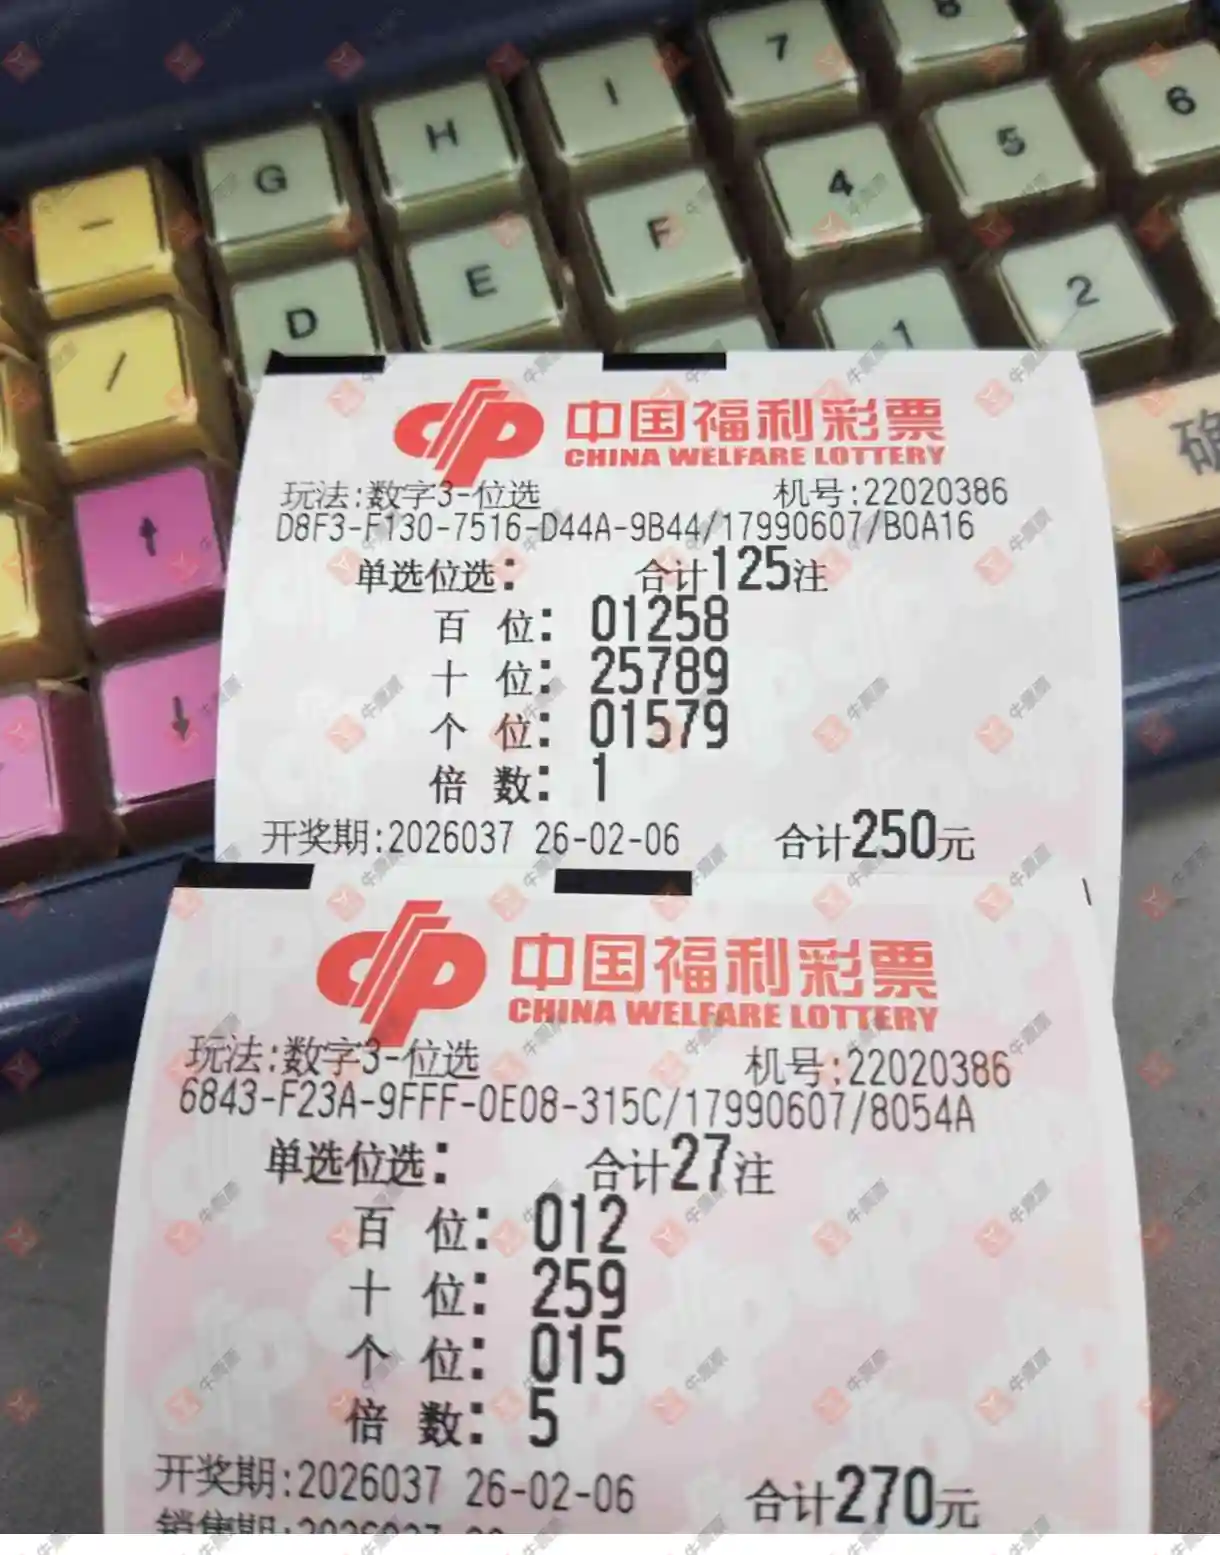 7
8
G
H
I
4
5
6
-
D
E
F
1
2
/
确
↑
↓
中国福利彩票
CHINA WELFARE LOTTERY
玩法:数字3-位选 机号:22020386
D8F3-F130-7516-D44A-9B44/17990607/B0A16
单选位选: 合计125注
百 位: 01258
十 位: 25789
个 位: 01579
倍 数: 1
开奖期:2026037 26-02-06 合计250元
中国福利彩票
CHINA WELFARE LOTTERY
玩法:数字3-位选 机号:22020386
6843-F23A-9FFF-0E08-315C/17990607/8054A
单选位选: 合计27注
百 位: 012
十 位: 259
个 位: 015
倍 数: 5
开奖期:2026037 26-02-06 合计270元